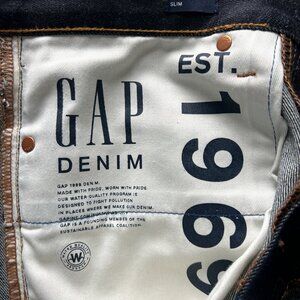 SLIM
GAP
DENIM
GAP 1969 DENIM
MADE WITH PRIDE, WORN WITH PRIDE
OUR WATER QUALITY PROGRAM IS
DESIGNED TO FIGHT POLLUTION
IN PLACES WHERE WE MAKE OUR DENIM.
GAP IS A FOUNDING MEMBER OF THE
SUSTAINABLE APPAREL COALITION.
W
EST.
1969